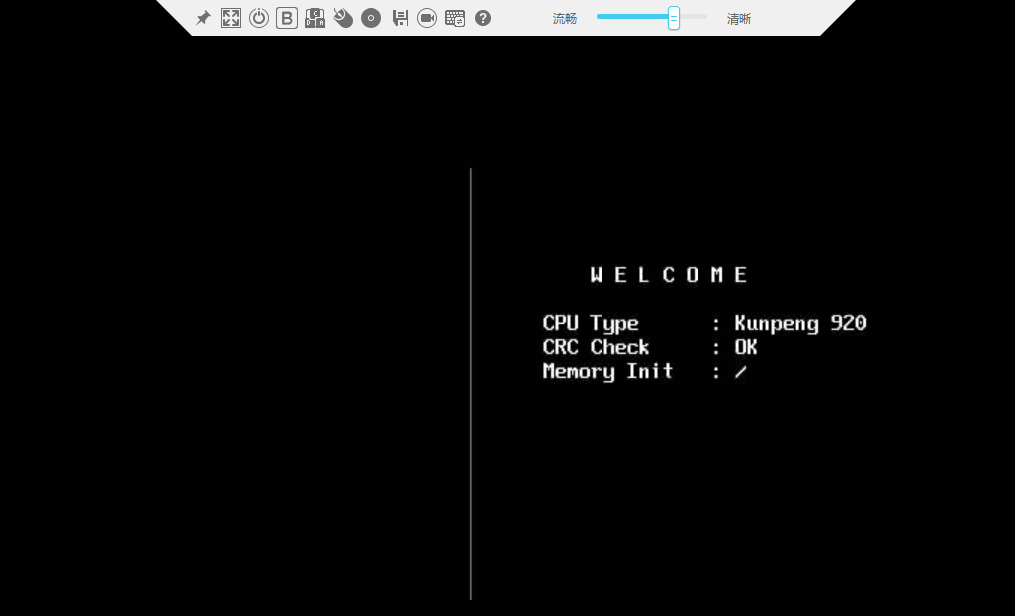 B
C
D A
流畅
清晰
W E L C O M E
CPU Type : Kunpeng 920
CRC Check : OK
Memory Init : /